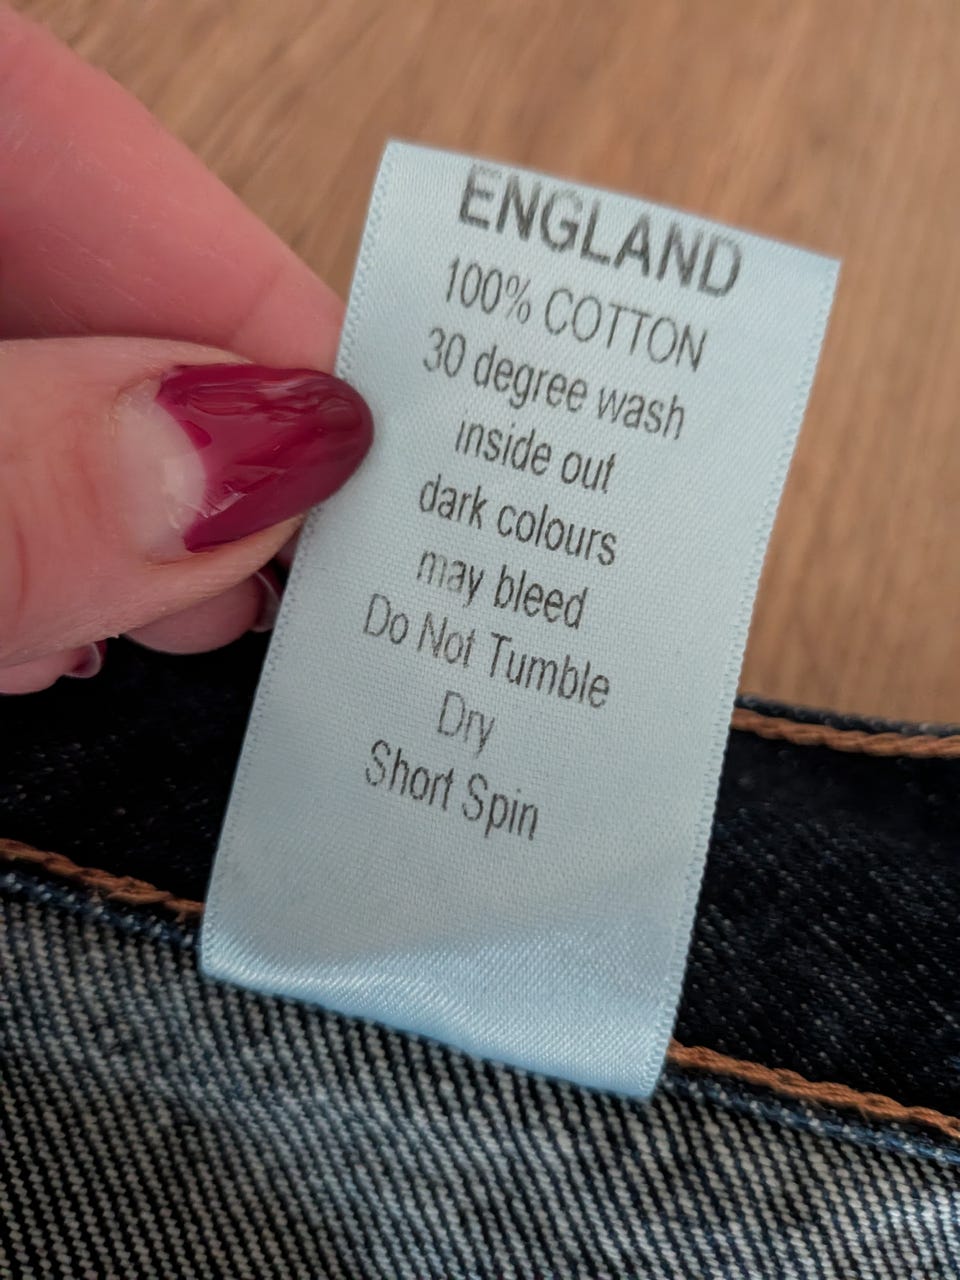 ENGLAND
100% COTTON
30 degree wash
inside out
dark colours
may bleed
Do Not Tumble
Dry
Short Spin